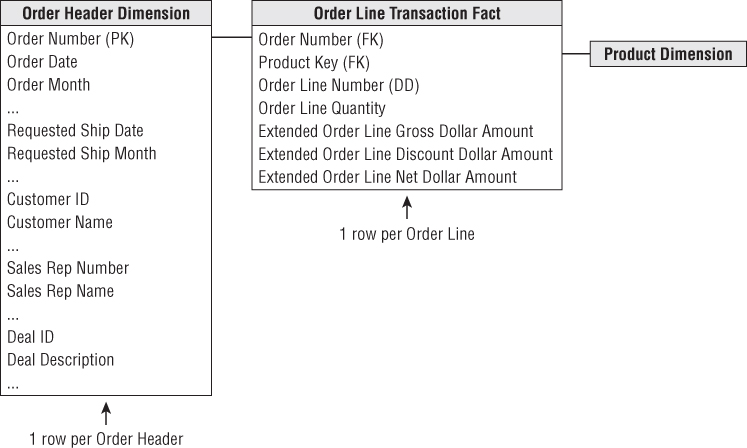 Order Header Dimension
Order Number (PK)
Order Date
Order Month
...
Requested Ship Date
Requested Ship Month
...
Customer ID
Customer Name
...
Sales Rep Number
Sales Rep Name
...
Deal ID
Deal Description
...
1 row per Order Header
Order Line Transaction Fact
Order Number (FK)
Product Key (FK)
Order Line Number (DD)
Order Line Quantity
Extended Order Line Gross Dollar Amount
Extended Order Line Discount Dollar Amount
Extended Order Line Net Dollar Amount
1 row per Order Line
Product Dimension